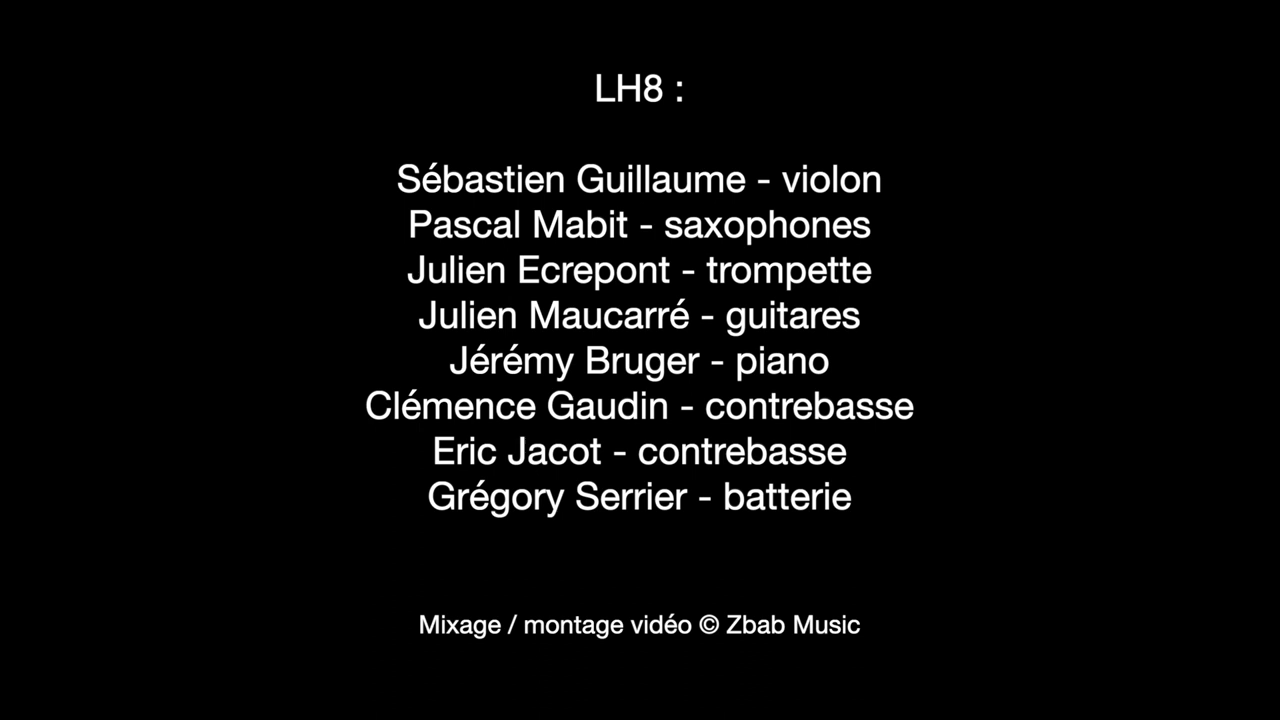 LH8 :
Sébastien Guillaume - violon
Pascal Mabit - saxophones
Julien Ecrepont - trompette
Julien Maucarré - guitares
Jérémy Bruger - piano
Clémence Gaudin - contrebasse
Eric Jacot - contrebasse
Grégory Serrier - batterie
Mixage / montage vidéo © Zbab Music